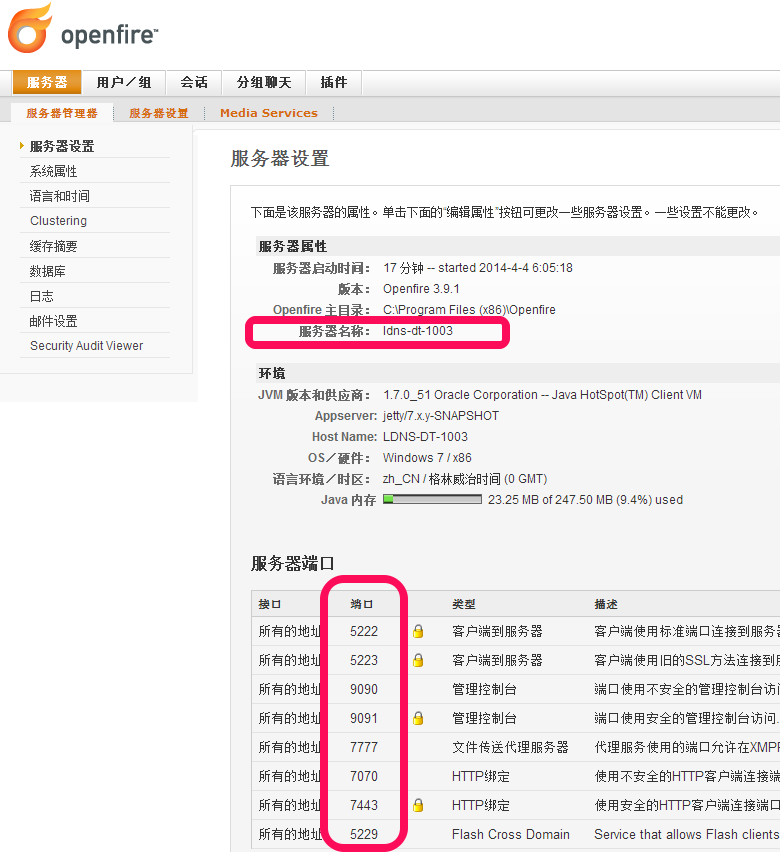 openfire™
服务器 用户／组 会话 分组聊天 插件
服务器管理器 服务器设置 Media Services
服务器设置
系统属性
语言和时间
Clustering
缓存摘要
数据库
日志
邮件设置
Security Audit Viewer
服务器设置
下面是该服务器的属性。单击下面的“编辑属性”按钮可更改一些服务器设置。一些设置不能更改。
服务器属性
服务器启动时间： 17 分钟 -- started 2014-4-4 6:05:18
版本： Openfire 3.9.1
Openfire 主目录： C:\Program Files (x86)\Openfire
服务器名称： ldns-dt-1003
环境
JVM 版本和供应商： 1.7.0_51 Oracle Corporation -- Java HotSpot(TM) Client VM
Appserver: jetty/7.x.y-SNAPSHOT
Host Name: LDNS-DT-1003
OS／硬件： Windows 7 / x86
语言环境／时区： zh_CN / 格林威治时间 (0 GMT)
Java 内存 23.25 MB of 247.50 MB (9.4%) used
服务器端口
接口 端口 类型 描述
所有的地址 5222 客户端到服务器 客户端使用标准端口连接到服务器
所有的地址 5223 客户端到服务器 客户端使用旧的SSL方法连接到服
所有的地址 9090 管理控制台 端口使用不安全的管理控制台访问
所有的地址 9091 管理控制台 端口使用安全的管理控制台访问.
所有的地址 7777 文件传送代理服务器 代理服务使用的端口允许在XMPP
所有的地址 7070 HTTP绑定 使用不安全的HTTP客户端连接端
所有的地址 7443 HTTP绑定 使用安全的HTTP客户端连接端口
所有的地址 5229 Flash Cross Domain Service that allows Flash clients